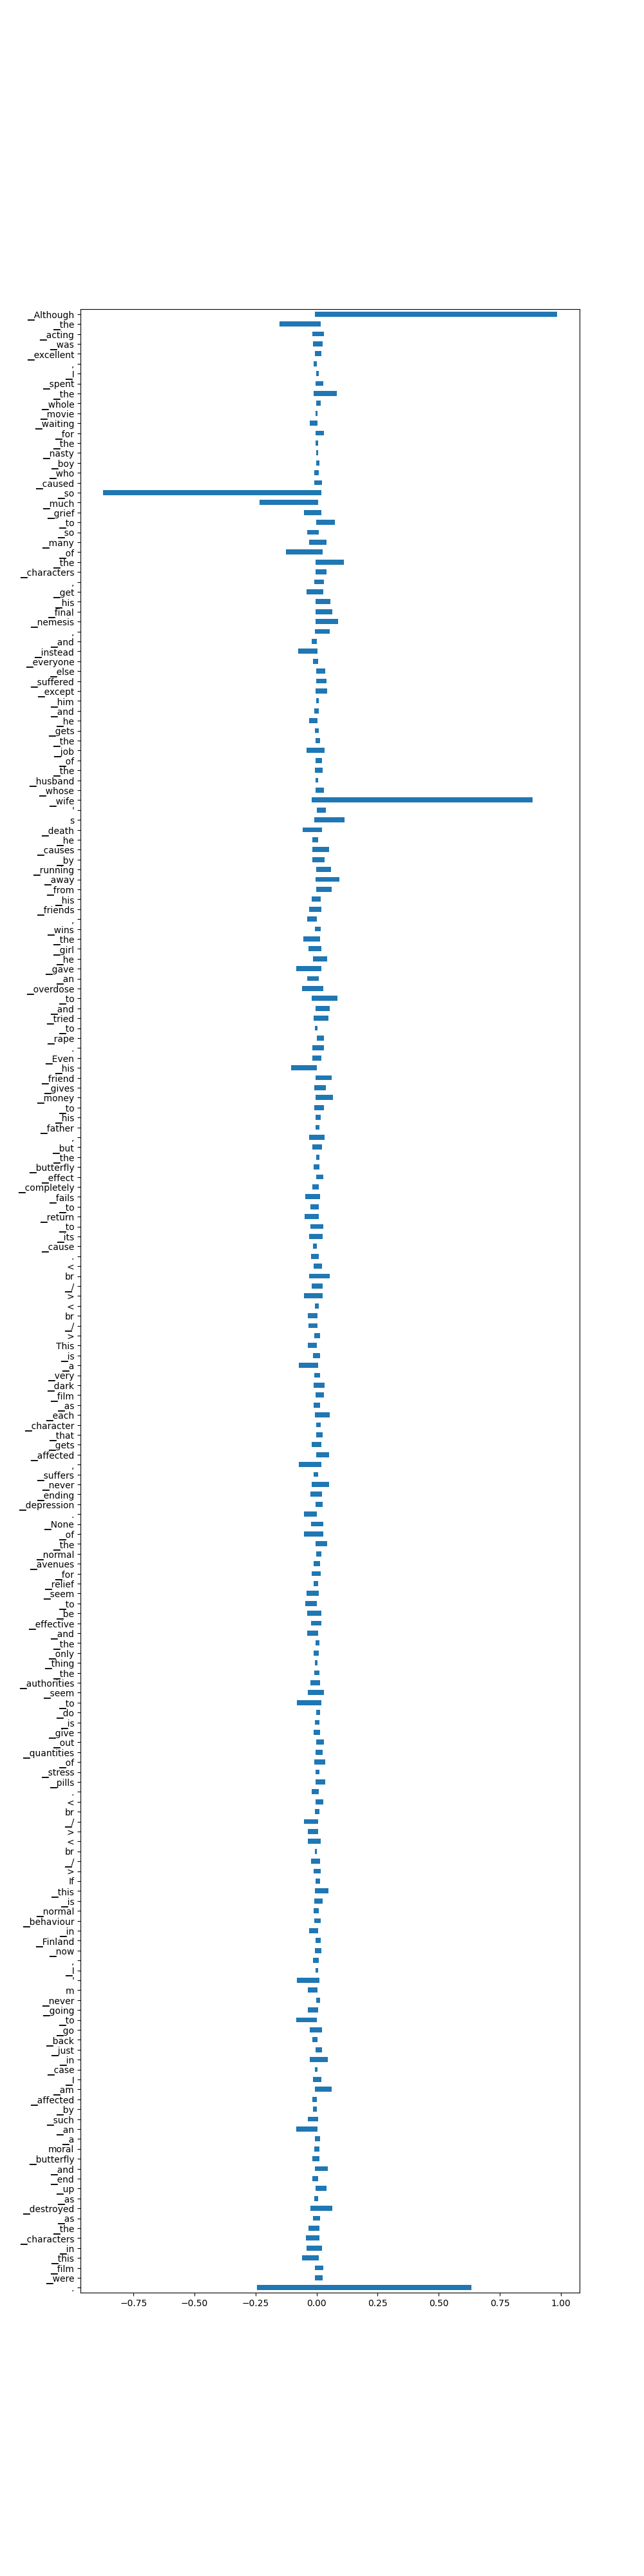 _Although
_the
_acting
_was
_excellent
,
_I
_spent
_the
_whole
_movie
_waiting
_for
_the
_nasty
_boy
_who
_caused
_so
_much
_grief
_to
_so
_many
_of
_the
_characters
,
_get
_his
_final
_nemesis
,
_and
_instead
_everyone
_else
_suffered
_except
_him
_and
_he
_gets
_the
_job
_of
_the
_husband
_whose
_wife
'
s
_death
_he
_causes
_by
_running
_away
_from
_his
_friends
,
_wins
_the
_girl
_he
_gave
_an
_overdose
_to
_and
_tried
_to
_rape
.
_Even
_his
_friend
_gives
_money
_to
_his
_father
,
_but
_the
_butterfly
_effect
_completely
_fails
_to
_return
_to
_its
_cause
.
<
br
_/
>
<
br
_/
>
This
_is
_a
_very
_dark
_film
_as
_each
_character
_that
_gets
_affected
,
_suffers
_never
_ending
_depression
.
_None
_of
_the
_normal
_avenues
_for
_relief
_seem
_to
_be
_effective
_and
_the
_only
_thing
_the
_authorities
_seem
_to
_do
_is
_give
_out
_quantities
_of
_stress
_pills
.
<
br
_/
>
<
br
_/
>
If
_this
_is
_normal
_behaviour
_in
_Finland
_now
,
_I
'
m
_never
_going
_to
_go
_back
_just
_in
_case
_I
_am
_affected
_by
_such
_an
_a
moral
_butterfly
_and
_end
_up
_as
_destroyed
_as
_the
_characters
_in
_this
_film
_were
.
−0.75 −0.50 −0.25 0.00 0.25 0.50 0.75 1.00